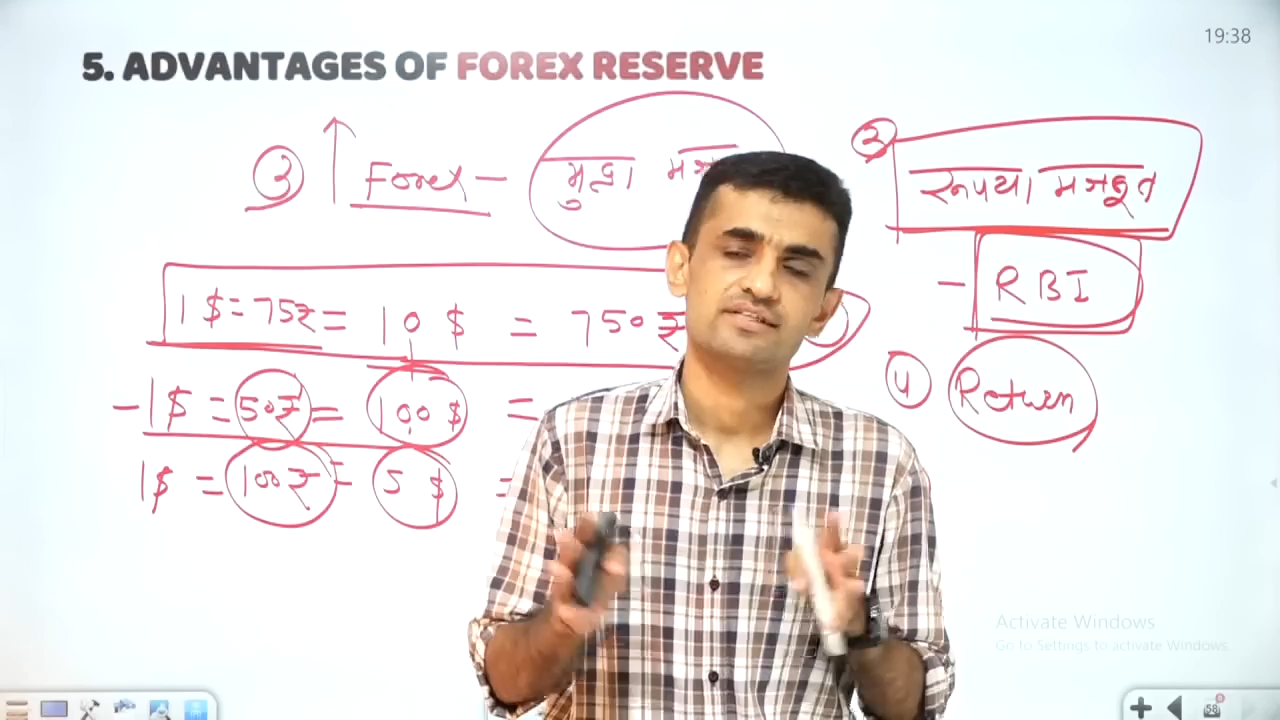 19:38
5. ADVANTAGES OF FOREX RESERVE
③ ↑ Forex - मुद्रा
③ रूपया मजबूत
1 $ = 75₹ = 10 $ = 750 ₹
- RBI
- 1 $ = 50₹ = 100 $ =
④ Return
1 $ = 100₹ = 5 $ =
Activate Windows
Go to Settings to activate Windows.
58